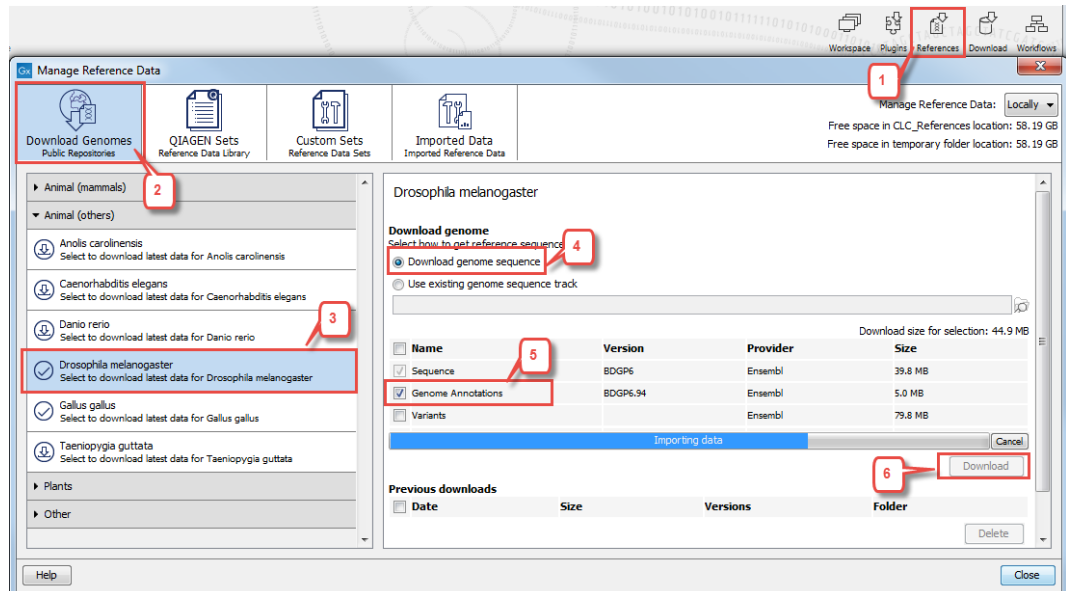 Workspace Plugins References Download Workflows
1
Gx Manage Reference Data
Download Genomes
Public Repositories
QIAGEN Sets
Reference Data Library
Custom Sets
Reference Data Sets
Imported Data
Imported Reference Data
Manage Reference Data: Locally
Free space in CLC_References location: 58.19 GB
Free space in temporary folder location: 58.19 GB
2
Animal (mammals)
Animal (others)
Anolis carolinensis
Select to download latest data for Anolis carolinensis
Caenorhabditis elegans
Select to download latest data for Caenorhabditis elegans
3
Danio rerio
Select to download latest data for Danio rerio
Drosophila melanogaster
Select to download latest data for Drosophila melanogaster
Gallus gallus
Select to download latest data for Gallus gallus
Taeniopygia guttata
Select to download latest data for Taeniopygia guttata
Plants
Other
Drosophila melanogaster
Download genome
Select how to get reference sequence
4
Download genome sequence
Use existing genome sequence track
Download size for selection: 44.9 MB
Name Version Provider Size
5
Sequence BDGP6 Ensembl 39.8 MB
Genome Annotations BDGP6.94 Ensembl 5.0 MB
Variants Ensembl 79.8 MB
Importing data Cancel
6
Download
Previous downloads
Date Size Versions Folder
Delete
Help Close